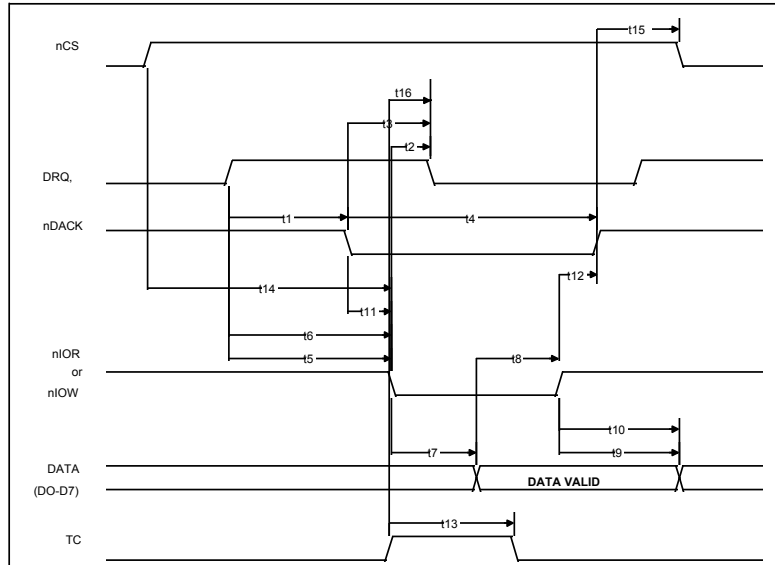 t15
nCS
t16
t3
t2
DRQ,
t1
t4
nDACK
t12
t14
t11
t6
nIOR
t5
t8
or
nIOW
t10
t7
t9
DATA
DATA VALID
(DO-D7)
t13
TC